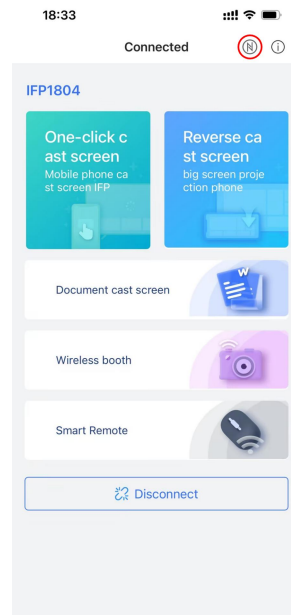 18:33
Connected
IFP1804
One-click c
ast screen
Mobile phone ca
st screen IFP
Reverse ca
st screen
big screen proje
ction phone
Document cast screen
W
Wireless booth
Smart Remote
Disconnect